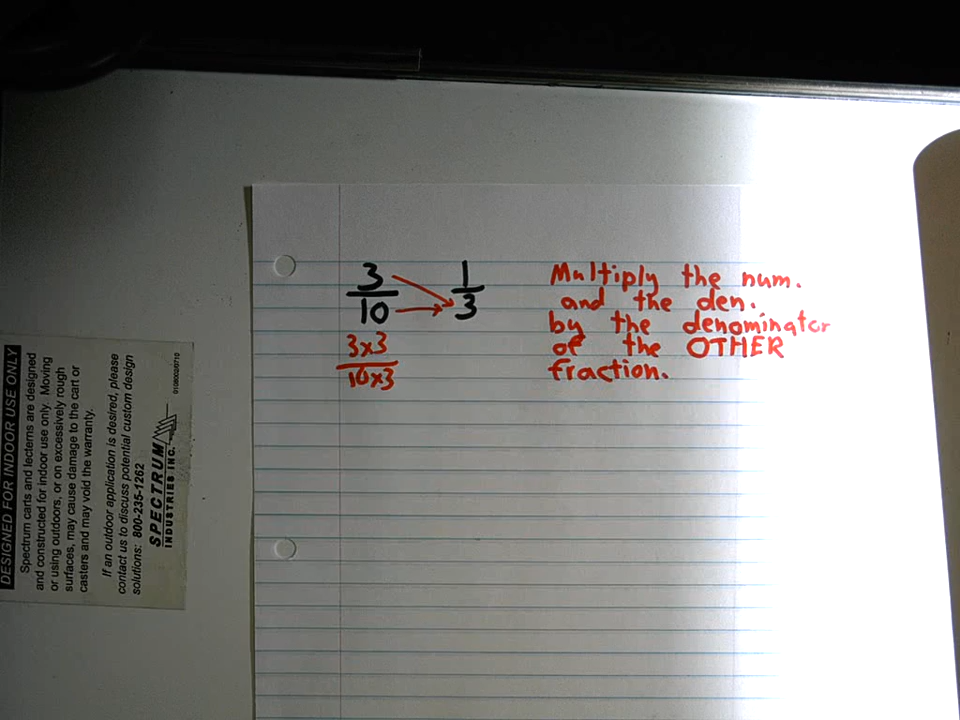 3/10 1/3
3x3/10x3
Multiply the num.
and the den.
by the denominator
of the OTHER
fraction.
DESIGNED FOR INDOOR USE ONLY
Spectrum carts and lecterns are designed
and constructed for indoor use only. Moving
or using outdoors, or on excessively rough
surfaces, may cause damage to the cart or
casters and may void the warranty.
If an outdoor application is desired, please
contact us to discuss potential custom design
solutions: 800-235-1262
SPECTRUM
INDUSTRIES INC.